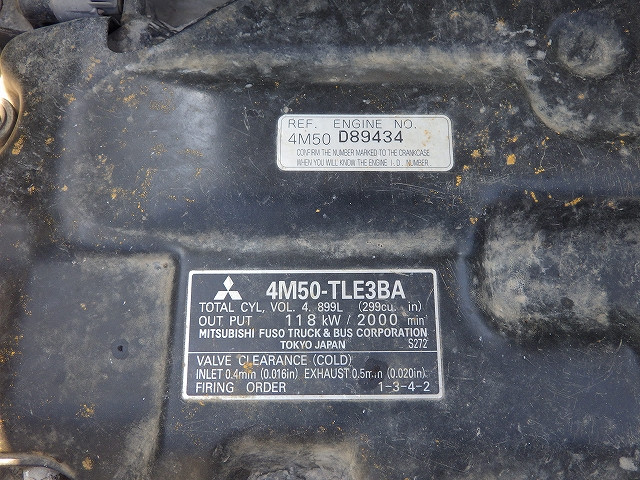 REF. ENGINE NO.
4M50 D89434
CONFIRM THE NUMBER MARKED TO THE CRANKCASE
WHEN YOU WILL KNOW THE ENGINE I.D. NUMBER.
4M50-TLE3BA
TOTAL CYL, VOL. 4. 899L (299cu. in)
OUT PUT 118 kW / 2000 min
MITSUBISHI FUSO TRUCK & BUS CORPORATION
TOKYO JAPAN S272
VALVE CLEARANCE (COLD)
INLET 0.4mm (0.016in) EXHAUST 0.5mm (0.020in)
FIRING ORDER 1-3-4-2